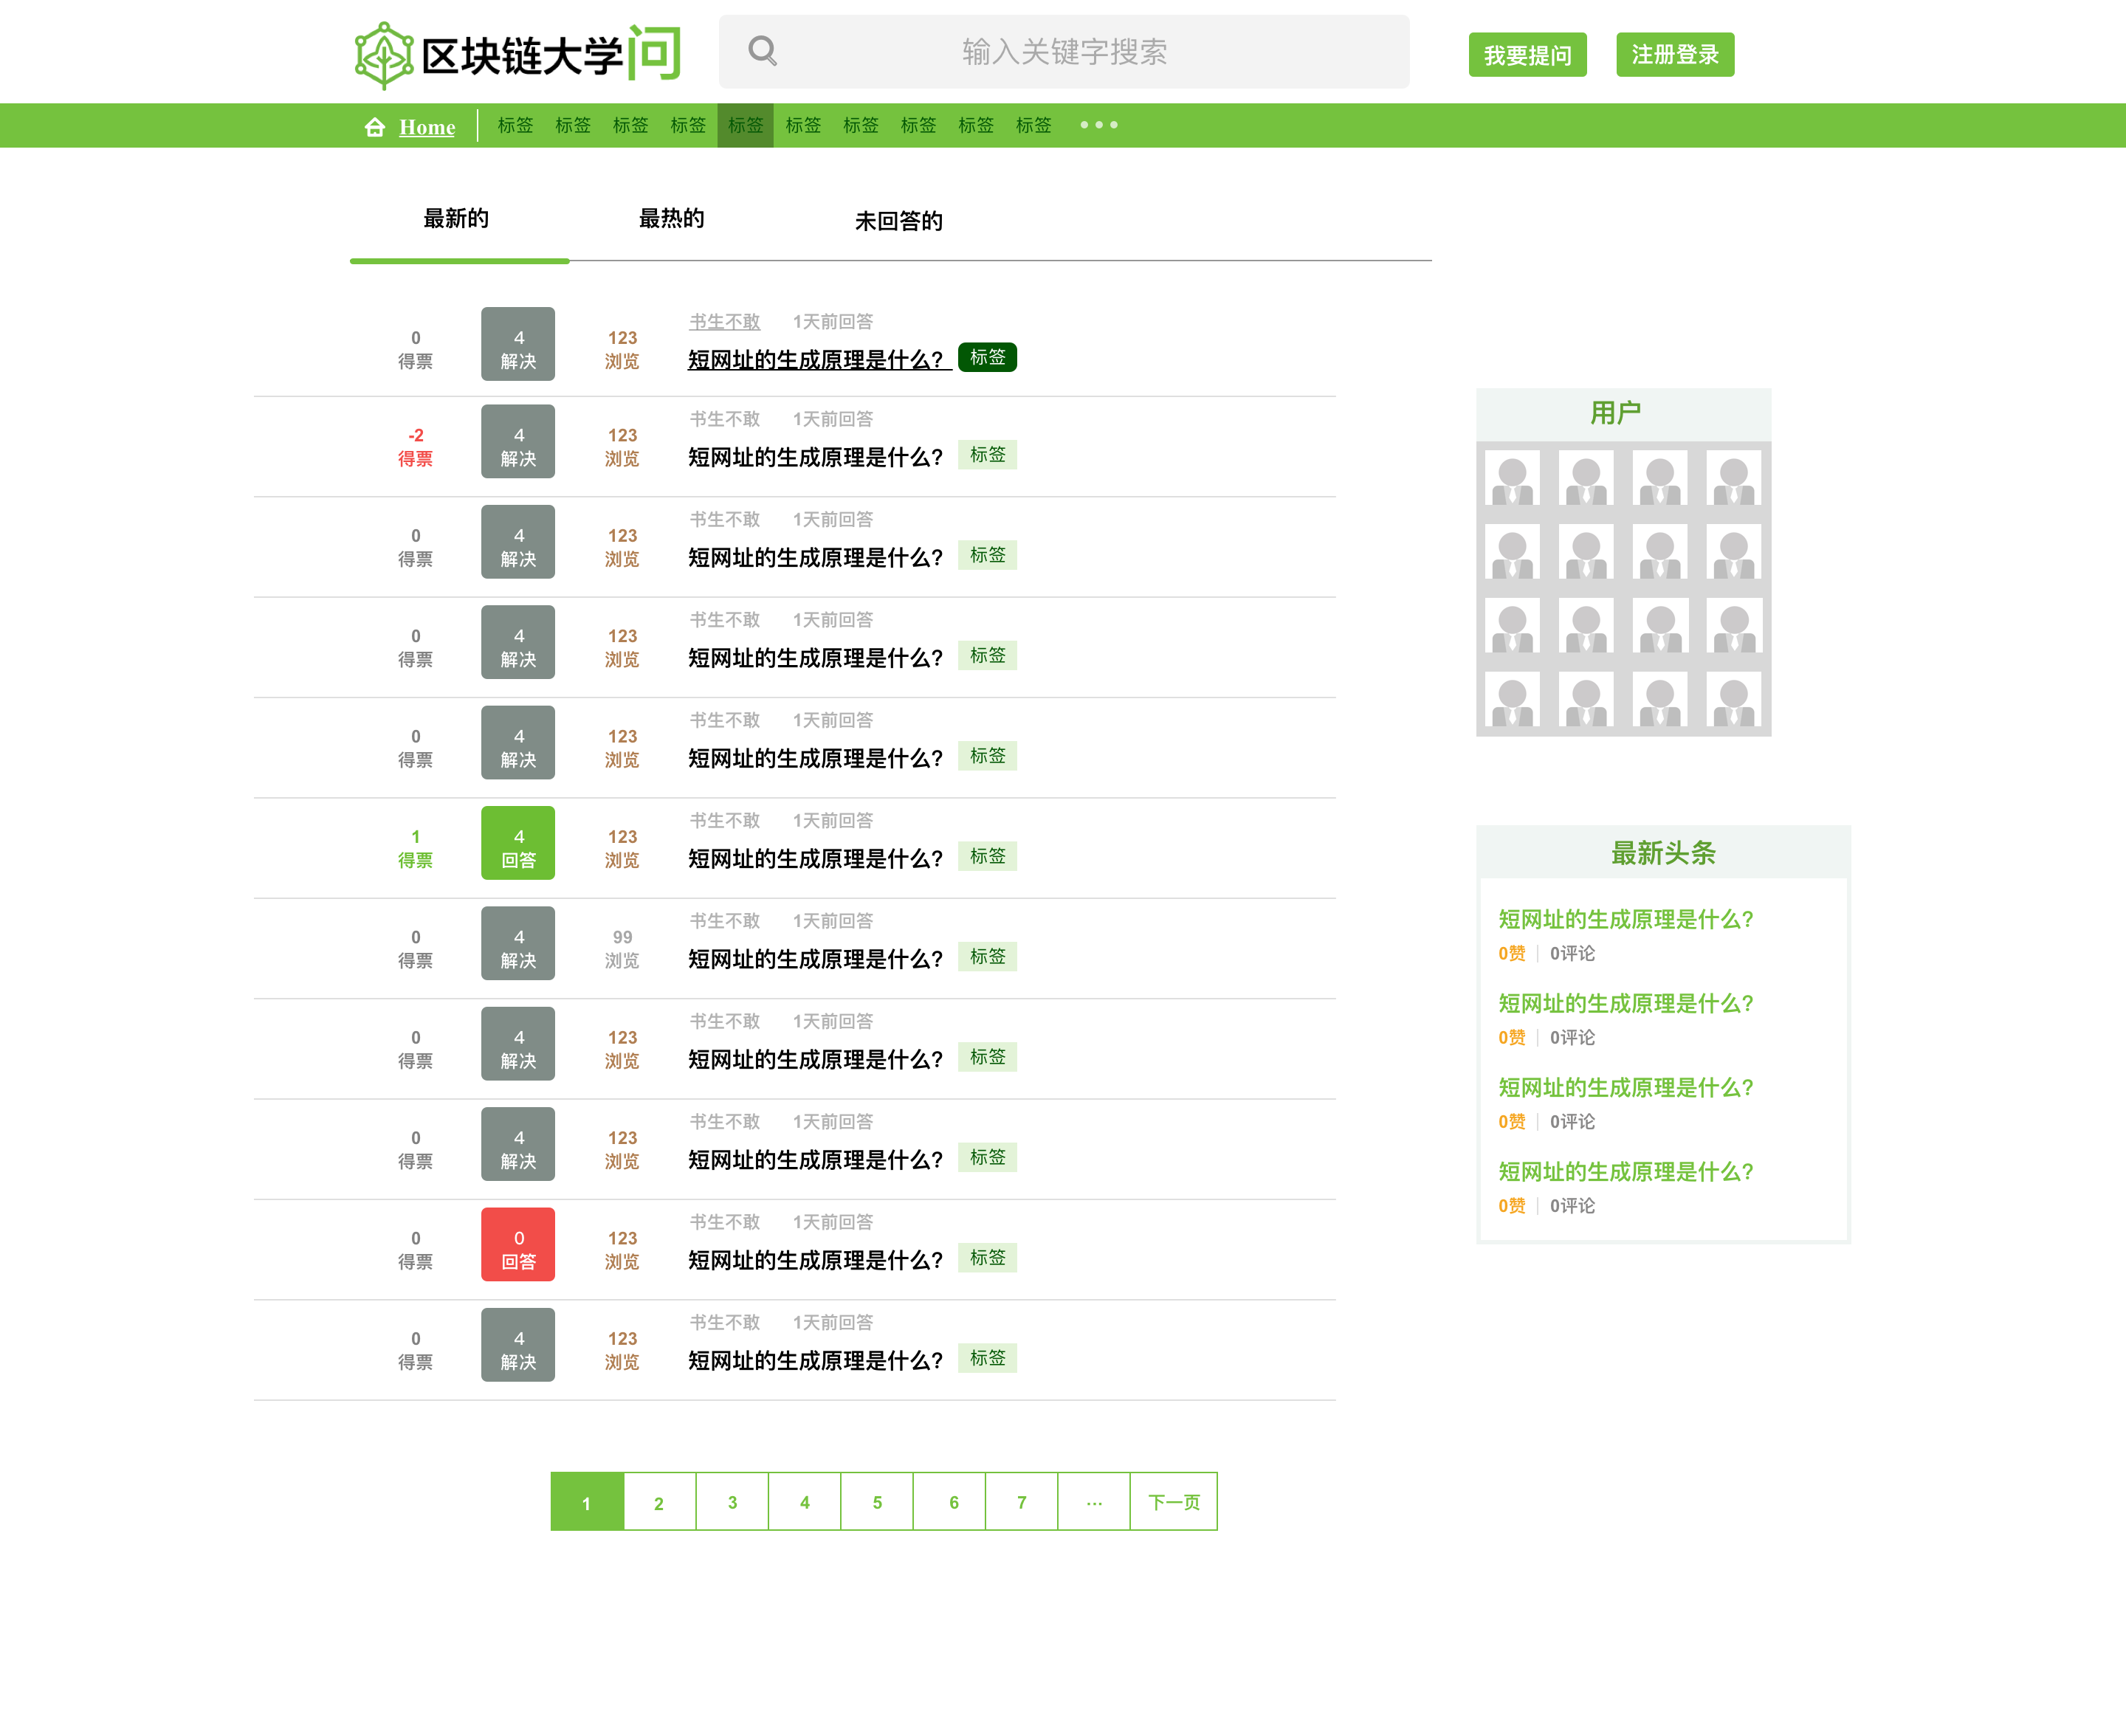 区块链大学问
输入关键字搜索
我要提问
注册登录
Home 标签 标签 标签 标签 标签 标签 标签 标签 标签 标签
最新的 最热的 未回答的
书生不敢 1天前回答
0 4 123
得票 解决 浏览
短网址的生成原理是什么? 标签
书生不敢 1天前回答
-2 4 123
得票 解决 浏览
短网址的生成原理是什么? 标签
书生不敢 1天前回答
0 4 123
得票 解决 浏览
短网址的生成原理是什么? 标签
书生不敢 1天前回答
0 4 123
得票 解决 浏览
短网址的生成原理是什么? 标签
书生不敢 1天前回答
0 4 123
得票 解决 浏览
短网址的生成原理是什么? 标签
书生不敢 1天前回答
1 4 123
得票 回答 浏览
短网址的生成原理是什么? 标签
书生不敢 1天前回答
0 4 99
得票 解决 浏览
短网址的生成原理是什么? 标签
书生不敢 1天前回答
0 4 123
得票 解决 浏览
短网址的生成原理是什么? 标签
书生不敢 1天前回答
0 4 123
得票 解决 浏览
短网址的生成原理是什么? 标签
书生不敢 1天前回答
0 0 123
得票 回答 浏览
短网址的生成原理是什么? 标签
书生不敢 1天前回答
0 4 123
得票 解决 浏览
短网址的生成原理是什么? 标签
1 2 3 4 5 6 7 ... 下一页
用户
最新头条
短网址的生成原理是什么?
0赞 0评论
短网址的生成原理是什么?
0赞 0评论
短网址的生成原理是什么?
0赞 0评论
短网址的生成原理是什么?
0赞 0评论